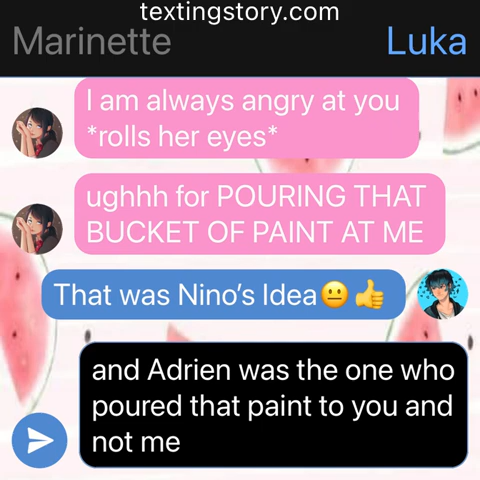 textingstory.com
Marinette
Luka
I am always angry at you
*rolls her eyes*
ughhh for POURING THAT
BUCKET OF PAINT AT ME
That was Nino’s Idea😐👍
and Adrien was the one who
poured that paint to you and
not me